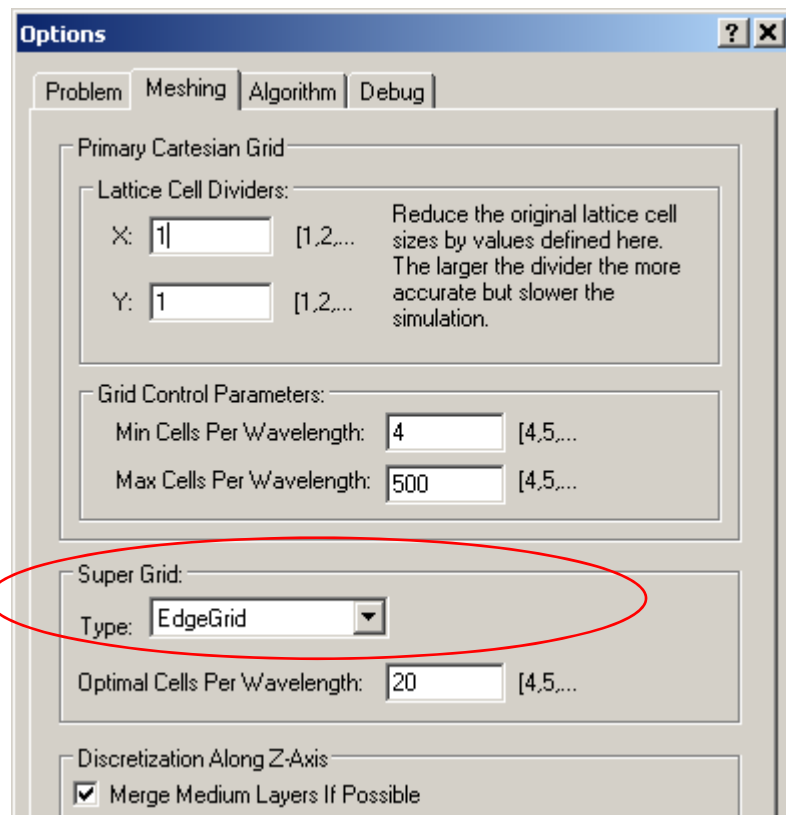 Options
Problem Meshing Algorithm Debug
Primary Cartesian Grid
Lattice Cell Dividers:
X: 1 [1,2,...
Y: 1 [1,2,...
Reduce the original lattice cell
sizes by values defined here.
The larger the divider the more
accurate but slower the
simulation.
Grid Control Parameters:
Min Cells Per Wavelength: 4 [4,5,...
Max Cells Per Wavelength: 500 [4,5,...
Super Grid:
Type: EdgeGrid
Optimal Cells Per Wavelength: 20 [4,5,...
Discretization Along Z-Axis
Merge Medium Layers If Possible